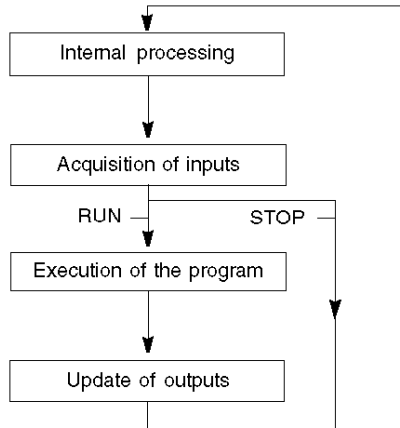 Internal processing
Acquisition of inputs
RUN
STOP
Execution of the program
Update of outputs